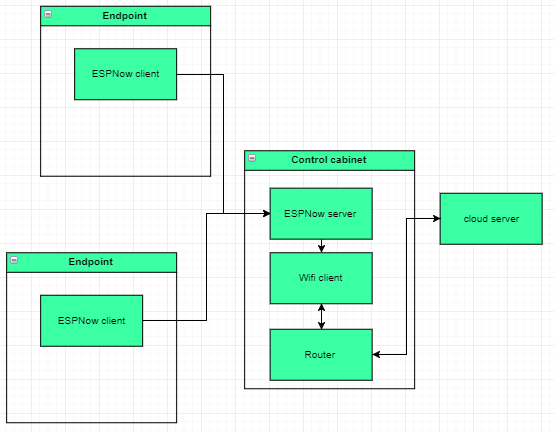 Endpoint
ESPNow client
Control cabinet
ESPNow server
cloud server
Endpoint
Wifi client
ESPNow client
Router